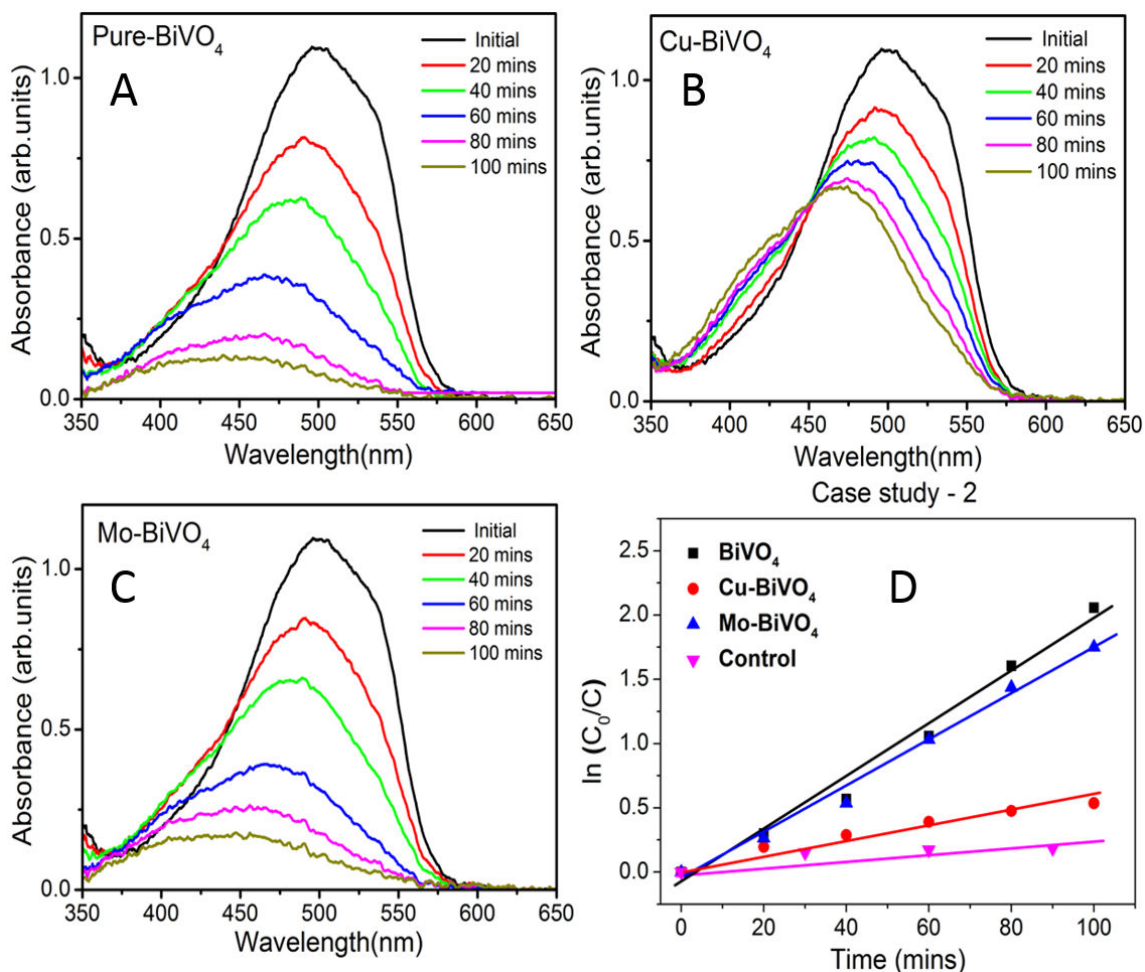 Pure-BiVO4
A
Initial
20 mins
40 mins
60 mins
80 mins
100 mins
1.0
0.5
0.0
Absorbance (arb.units)
350 400 450 500 550 600 650
Wavelength(nm)
Cu-BiVO4
B
Initial
20 mins
40 mins
60 mins
80 mins
100 mins
1.0
0.5
0.0
Absorbance (arb.units)
350 400 450 500 550 600 650
Wavelength(nm)
Mo-BiVO4
C
Initial
20 mins
40 mins
60 mins
80 mins
100 mins
1.0
0.5
0.0
Absorbance (arb.units)
350 400 450 500 550 600 650
Wavelength(nm)
Case study - 2
D
BiVO4
Cu-BiVO4
Mo-BiVO4
Control
2.5
2.0
1.5
1.0
0.5
0.0
ln (C0/C)
0 20 40 60 80 100
Time (mins)